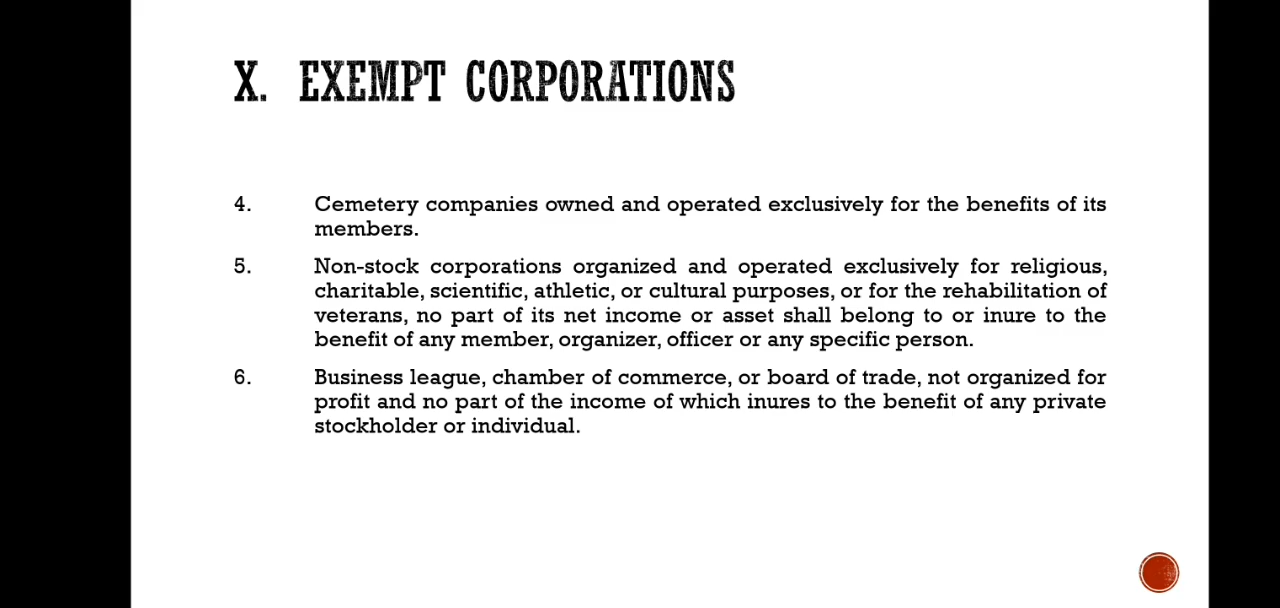 X. EXEMPT CORPORATIONS
4. Cemetery companies owned and operated exclusively for the benefits of its
members.
5. Non-stock corporations organized and operated exclusively for religious,
charitable, scientific, athletic, or cultural purposes, or for the rehabilitation of
veterans, no part of its net income or asset shall belong to or inure to the
benefit of any member, organizer, officer or any specific person.
6. Business league, chamber of commerce, or board of trade, not organized for
profit and no part of the income of which inures to the benefit of any private
stockholder or individual.